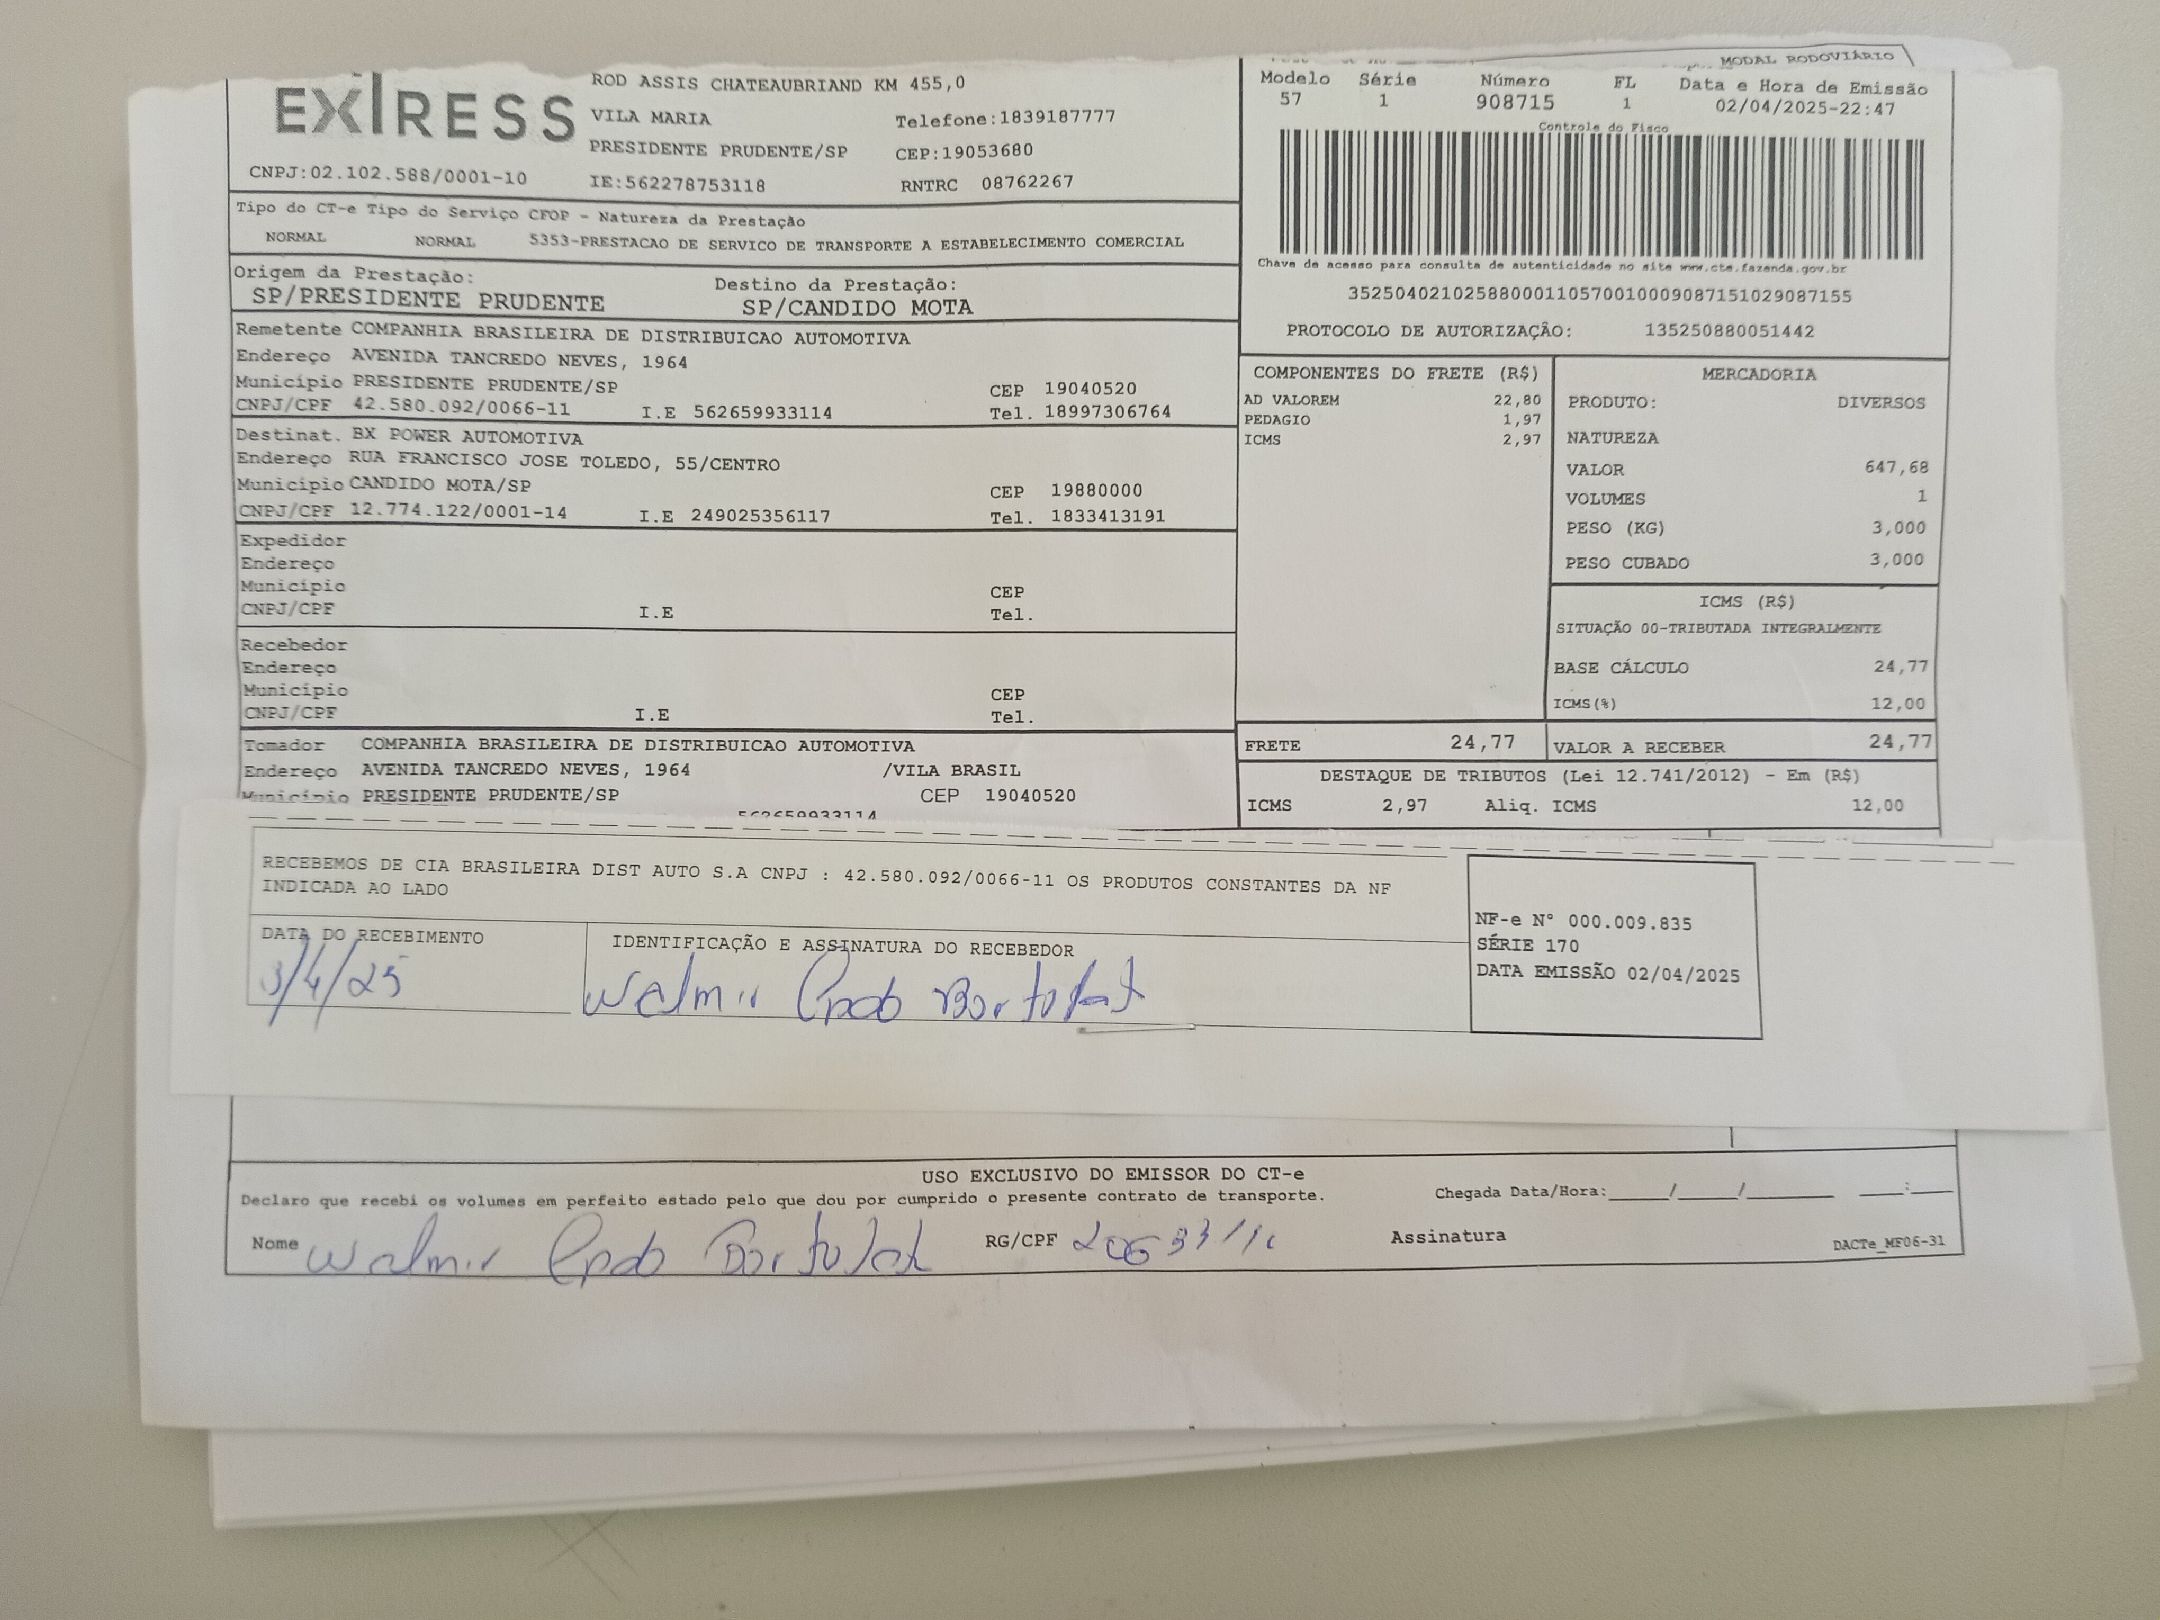 MODAL RODOVIÁRIO
EXIRESS
ROD ASSIS CHATEAUBRIAND KM 455,0
VILA MARIA Telefone:1839187777
PRESIDENTE PRUDENTE/SP CEP:19053680
CNPJ:02.102.588/0001-10 IE:562278753118 RNTRC 08762267
Modelo Série Número FL Data e Hora de Emissão
57 1 908715 1 02/04/2025-22:47
Controle do Fisco
Chave de acesso para consulta de autenticidade no site www.cte.fazenda.gov.br
35250402102588000110570010009087151029087155
PROTOCOLO DE AUTORIZAÇÃO: 135250880051442
Tipo do CT-e Tipo do Serviço CFOP - Natureza da Prestação
NORMAL NORMAL 5353-PRESTACAO DE SERVICO DE TRANSPORTE A ESTABELECIMENTO COMERCIAL
Origem da Prestação: Destino da Prestação:
SP/PRESIDENTE PRUDENTE SP/CANDIDO MOTA
Remetente COMPANHIA BRASILEIRA DE DISTRIBUICAO AUTOMOTIVA
Endereço AVENIDA TANCREDO NEVES, 1964
Município PRESIDENTE PRUDENTE/SP CEP 19040520
CNPJ/CPF 42.580.092/0066-11 I.E 562659933114 Tel. 18997306764
Destinat. BX POWER AUTOMOTIVA
Endereço RUA FRANCISCO JOSE TOLEDO, 55/CENTRO
Município CANDIDO MOTA/SP CEP 19880000
CNPJ/CPF 12.774.122/0001-14 I.E 249025356117 Tel. 1833413191
Expedidor
Endereço
Município CEP
CNPJ/CPF I.E Tel.
Recebedor
Endereço
Município CEP
CNPJ/CPF I.E Tel.
Tomador COMPANHIA BRASILEIRA DE DISTRIBUICAO AUTOMOTIVA
Endereço AVENIDA TANCREDO NEVES, 1964 /VILA BRASIL
Município PRESIDENTE PRUDENTE/SP CEP 19040520
562659933114
COMPONENTES DO FRETE (R$)
AD VALOREM 22,80
PEDAGIO 1,97
ICMS 2,97
MERCADORIA
PRODUTO: DIVERSOS
NATUREZA
VALOR 647,68
VOLUMES 1
PESO (KG) 3,000
PESO CUBADO 3,000
ICMS (R$)
SITUAÇÃO 00-TRIBUTADA INTEGRALMENTE
BASE CÁLCULO 24,77
ICMS(%) 12,00
FRETE 24,77 VALOR A RECEBER 24,77
DESTAQUE DE TRIBUTOS (Lei 12.741/2012) - Em (R$)
ICMS 2,97 Aliq. ICMS 12,00
RECEBEMOS DE CIA BRASILEIRA DIST AUTO S.A CNPJ : 42.580.092/0066-11 OS PRODUTOS CONSTANTES DA NF
INDICADA AO LADO
DATA DO RECEBIMENTO IDENTIFICAÇÃO E ASSINATURA DO RECEBEDOR
3/4/25 Walmir
NF-e N° 000.009.835
SÉRIE 170
DATA EMISSÃO 02/04/2025
USO EXCLUSIVO DO EMISSOR DO CT-e
Declaro que recebi os volumes em perfeito estado pelo que dou por cumprido o presente contrato de transporte. Chegada Data/Hora:____/____/______ ___:___
Nome Walmir RG/CPF Assinatura
DACTe_MF06-31